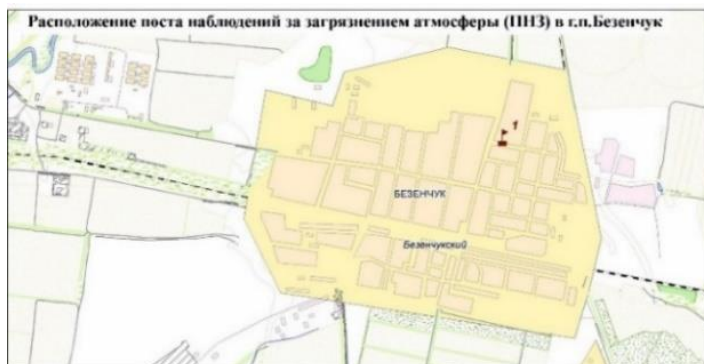 Расположение поста наблюдений за загрязнением атмосферы (ПНЗ) в г.п.Безенчук
1
БЕЗЕНЧУК
Безенчукский